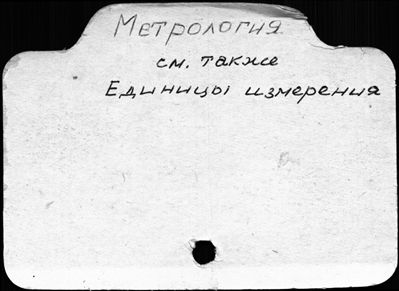 Метрология
см. также
Единицы измерения